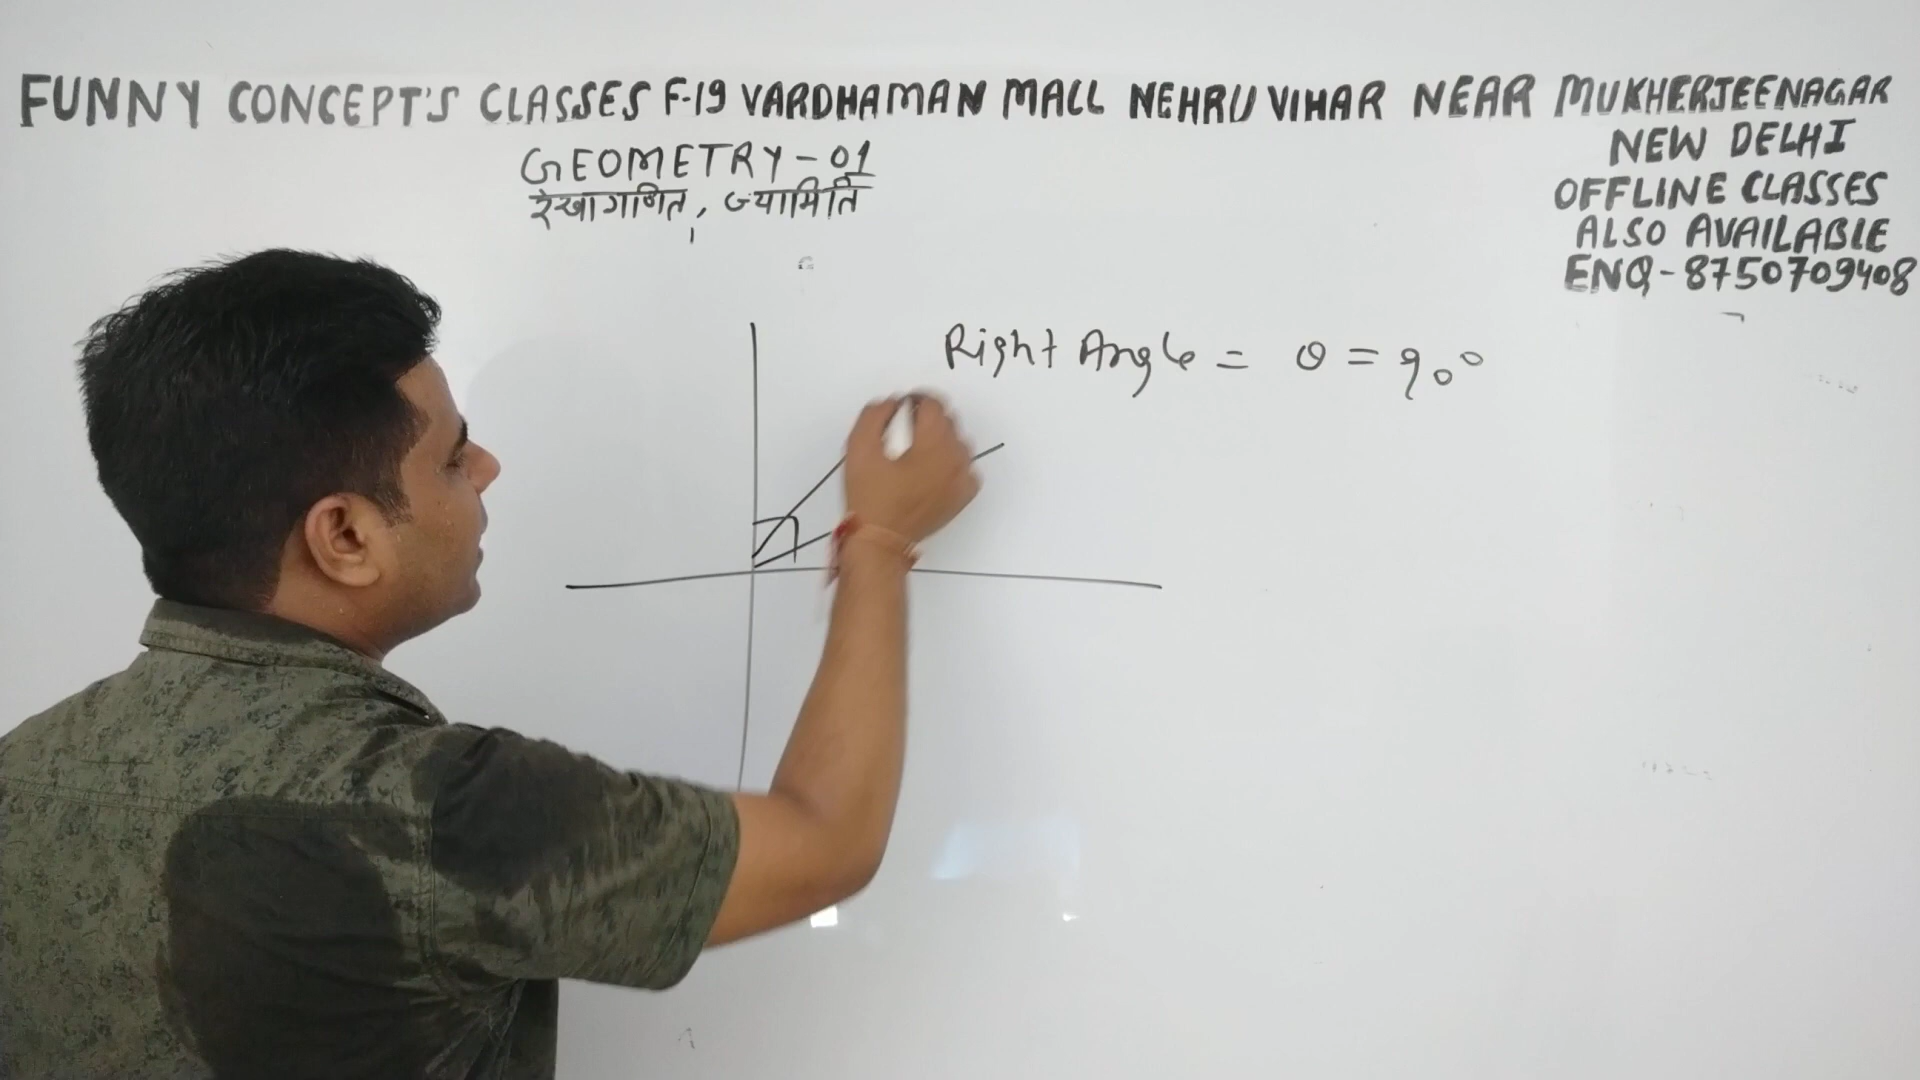 FUNNY CONCEPT'S CLASSES F-19 VARDHAMAN MALL NEHRU VIHAR NEAR MUKHERJEENAGAR
NEW DELHI
OFFLINE CLASSES
ALSO AVAILABLE
ENQ-8750709408
GEOMETRY-01
रेखागणित, ज्यामिति
Right Angle = θ = 90°